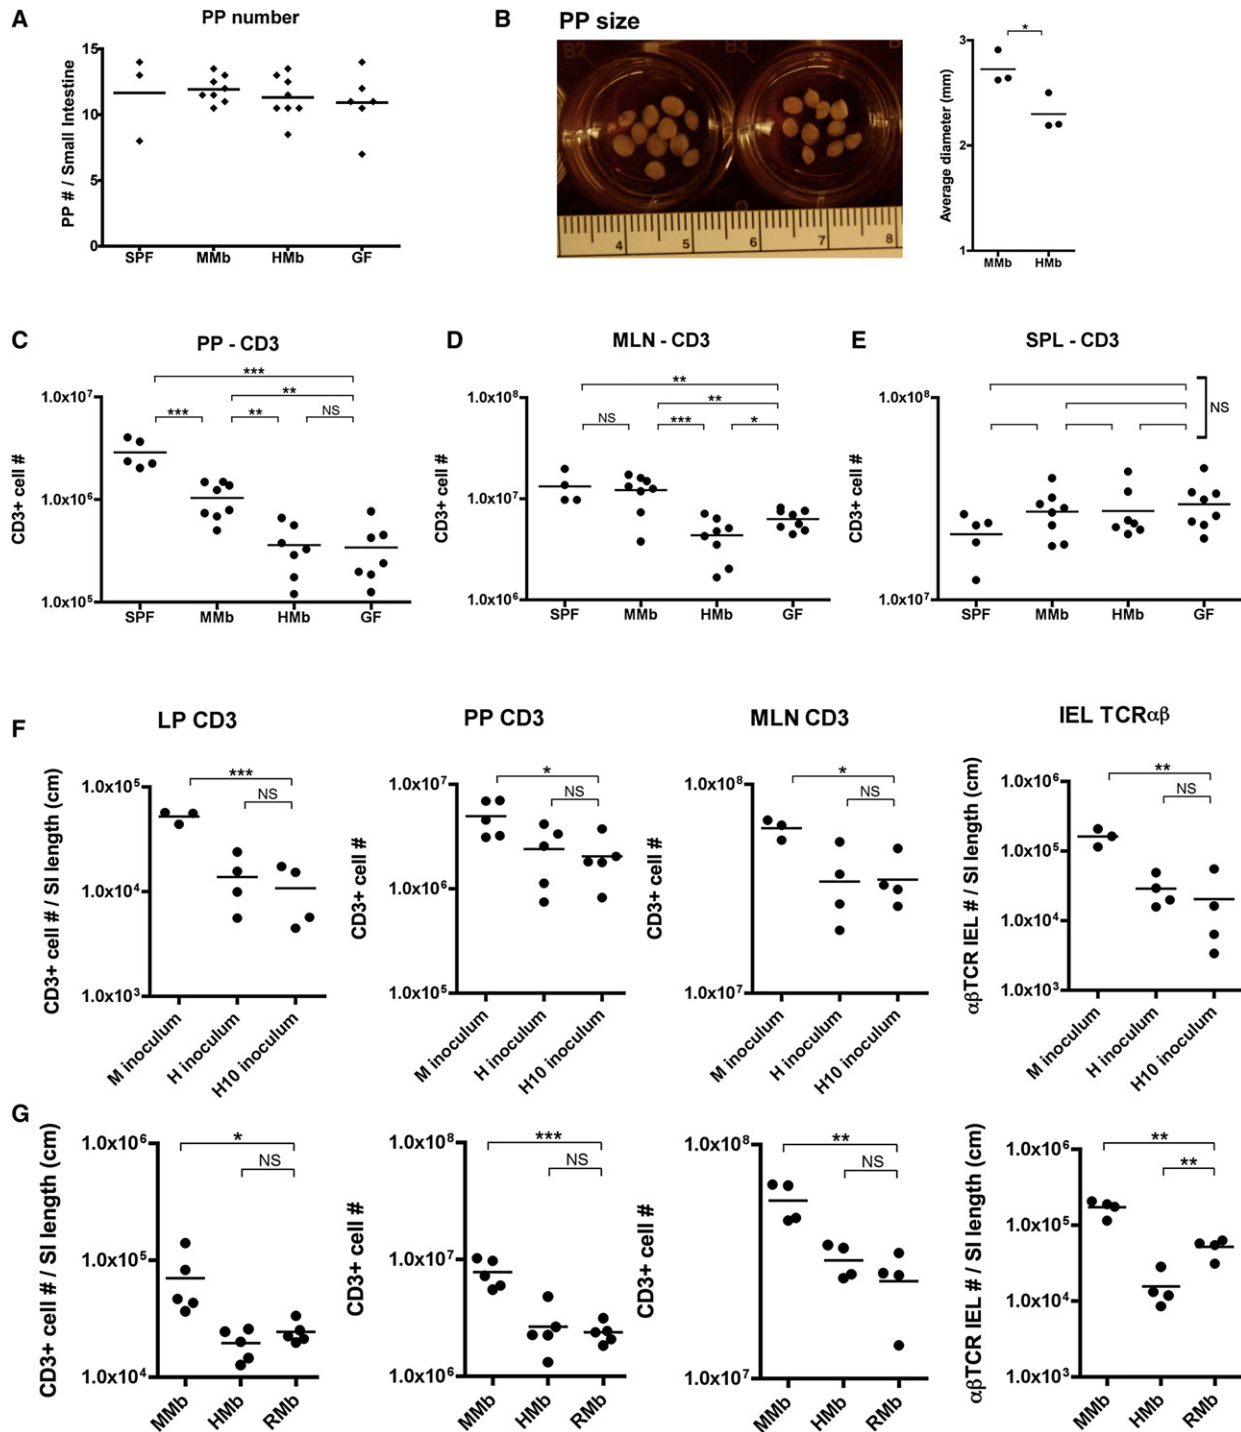 A
PP number
PP # / Small Intestine
15
10
5
0
SPF MMb HMb GF
B
PP size
B2 B3
4 5 6 7 8
Average diameter (mm)
*
3
2
1
MMb HMb
C
PP - CD3
CD3+ cell #
***
**
*** ** NS
1.0x10⁷
1.0x10⁶
1.0x10⁵
SPF MMb HMb GF
D
MLN - CD3
CD3+ cell #
**
**
NS *** *
1.0x10⁸
1.0x10⁷
1.0x10⁶
SPF MMb HMb GF
E
SPL - CD3
CD3+ cell #
NS
1.0x10⁸
1.0x10⁷
SPF MMb HMb GF
F
LP CD3
CD3+ cell # / SI length (cm)
***
NS
1.0x10⁵
1.0x10⁴
1.0x10³
M inoculum H inoculum H10 inoculum
PP CD3
CD3+ cell #
*
NS
1.0x10⁷
1.0x10⁶
1.0x10⁵
M inoculum H inoculum H10 inoculum
MLN CD3
CD3+ cell #
*
NS
1.0x10⁸
1.0x10⁷
M inoculum H inoculum H10 inoculum
IEL TCRαβ
αβTCR IEL # / SI length (cm)
**
NS
1.0x10⁶
1.0x10⁵
1.0x10⁴
1.0x10³
M inoculum H inoculum H10 inoculum
G
CD3+ cell # / SI length (cm)
*
NS
1.0x10⁶
1.0x10⁵
1.0x10⁴
MMb HMb RMb
CD3+ cell #
***
NS
1.0x10⁸
1.0x10⁷
1.0x10⁶
MMb HMb RMb
CD3+ cell #
**
NS
1.0x10⁸
1.0x10⁷
MMb HMb RMb
αβTCR IEL # / SI length (cm)
**
**
1.0x10⁶
1.0x10⁵
1.0x10⁴
1.0x10³
MMb HMb RMb